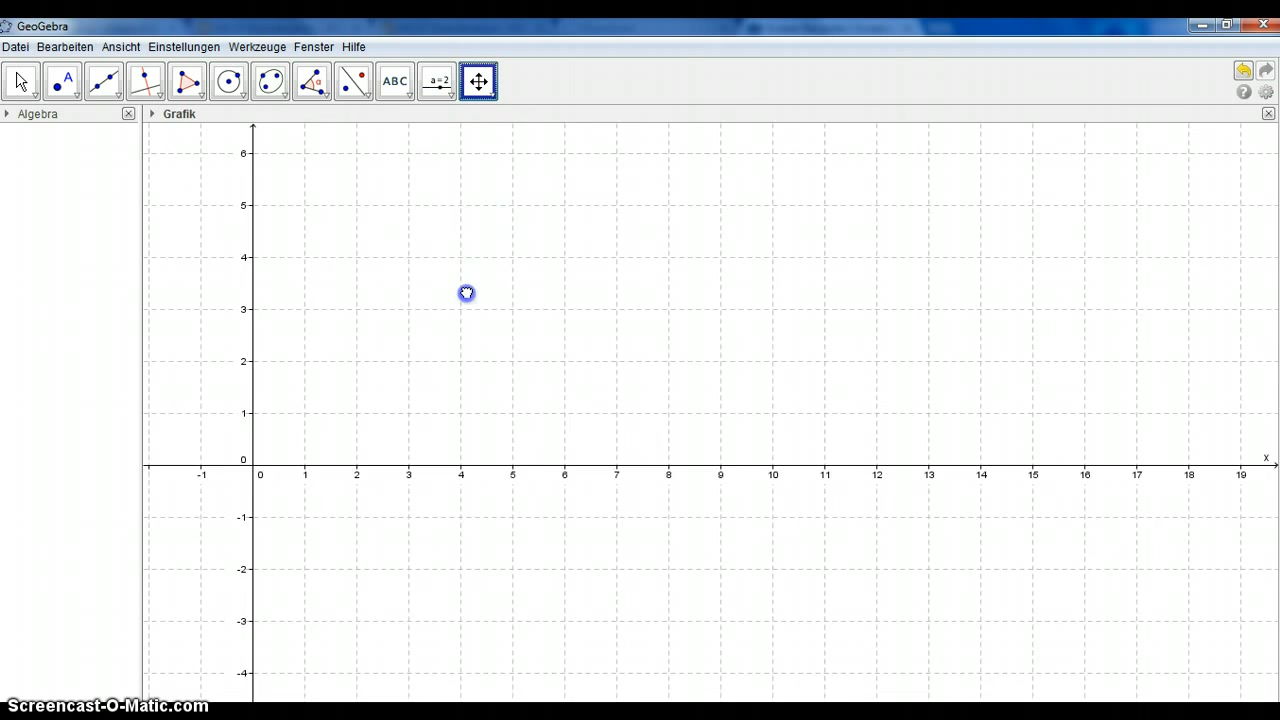 GeoGebra
Datei Bearbeiten Ansicht Einstellungen Werkzeuge Fenster Hilfe
A ABC a=2
α
Algebra Grafik
6
5
4
3
2
1
0 x
-1 0 1 2 3 4 5 6 7 8 9 10 11 12 13 14 15 16 17 18 19
-1
-2
-3
-4
Screencast-O-Matic.com